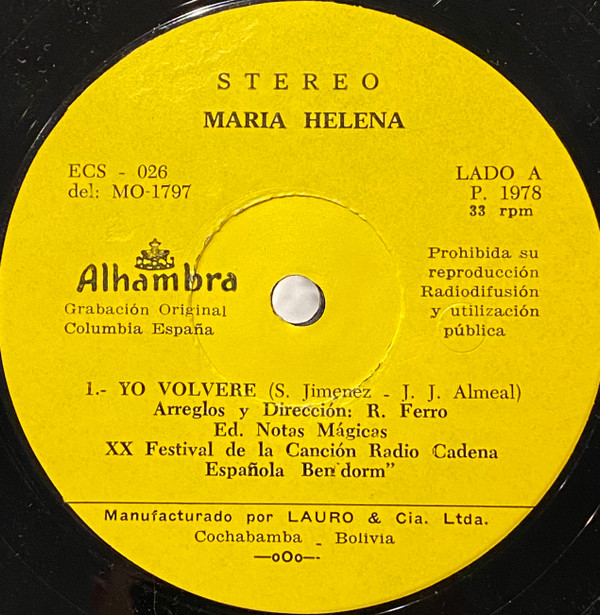 STEREO
MARIA HELENA
ECS - 026
del: MO-1797
LADO A
P. 1978
33 rpm
Alhambra
Grabación Original
Columbia España
Prohibida su
reproducción
Radiodifusión
y utilización
pública
1.- YO VOLVERE (S. Jimenez - J. J. Almeal)
Arreglos y Dirección: R. Ferro
Ed. Notas Mágicas
XX Festival de la Canción Radio Cadena
Española Ben dorm"
Manufacturado por LAURO & Cia. Ltda.
Cochabamba - Bolivia
—oOo—